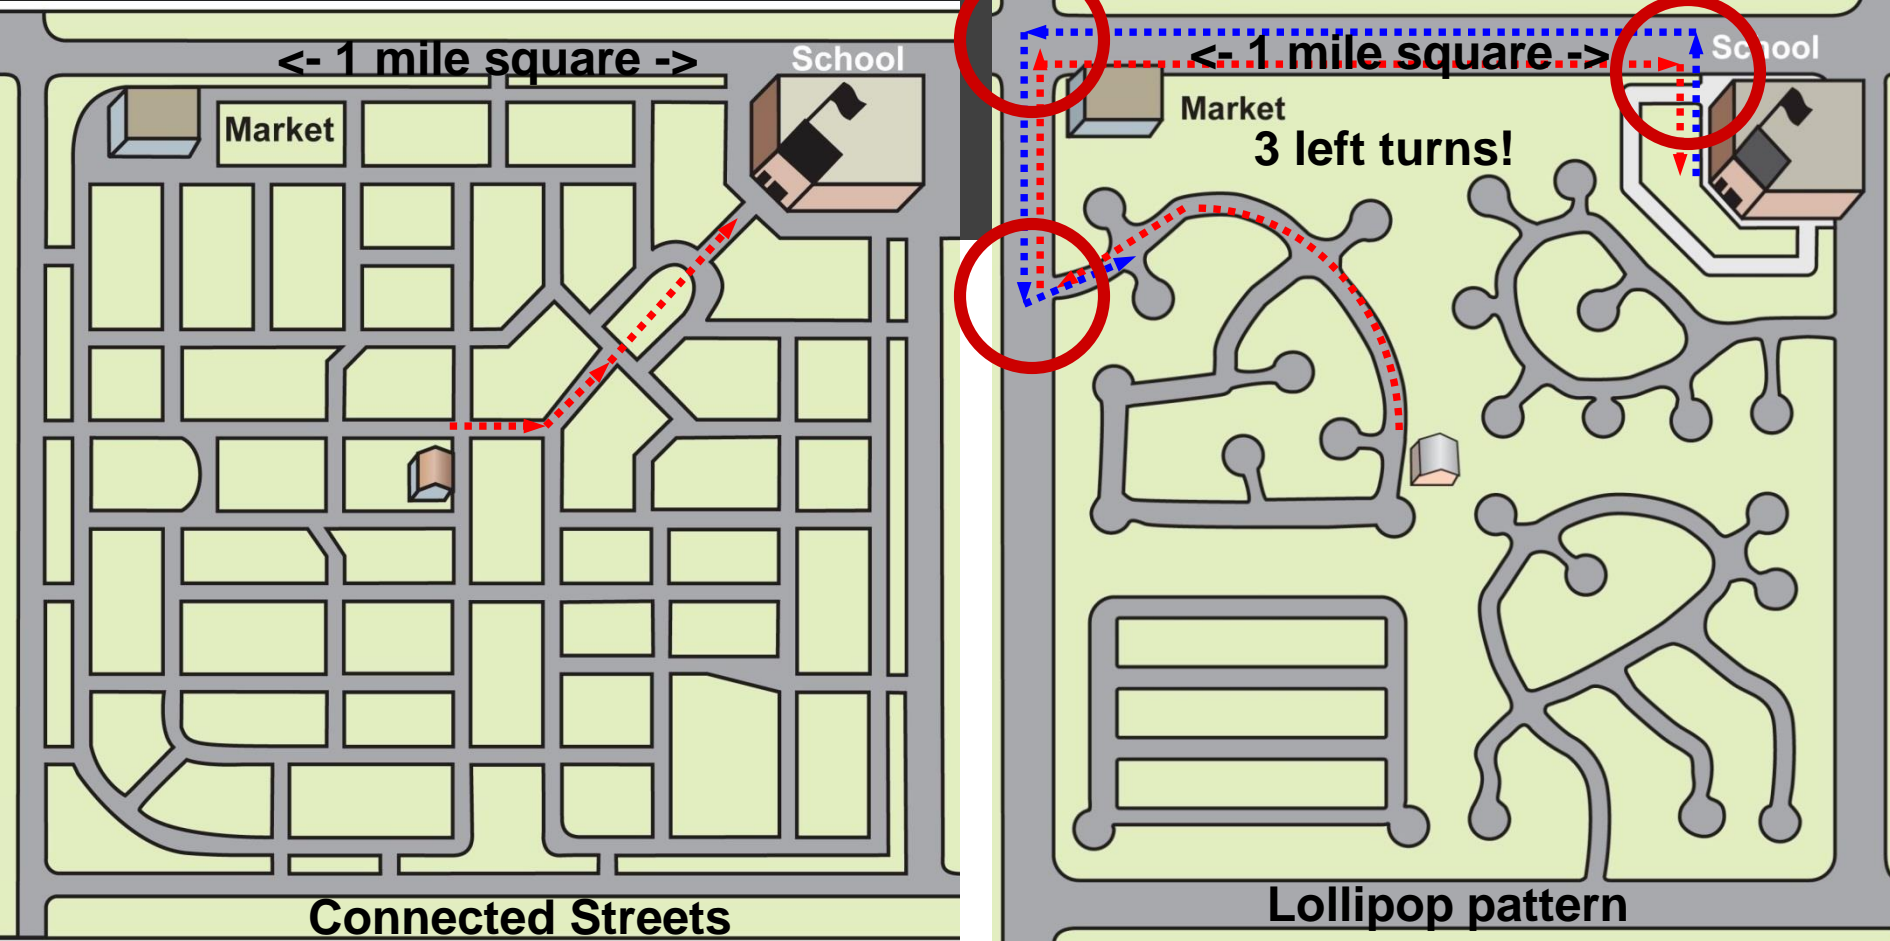 <- 1 mile square ->
School
Market
Connected Streets
<- 1 mile square ->
School
Market
3 left turns!
Lollipop pattern